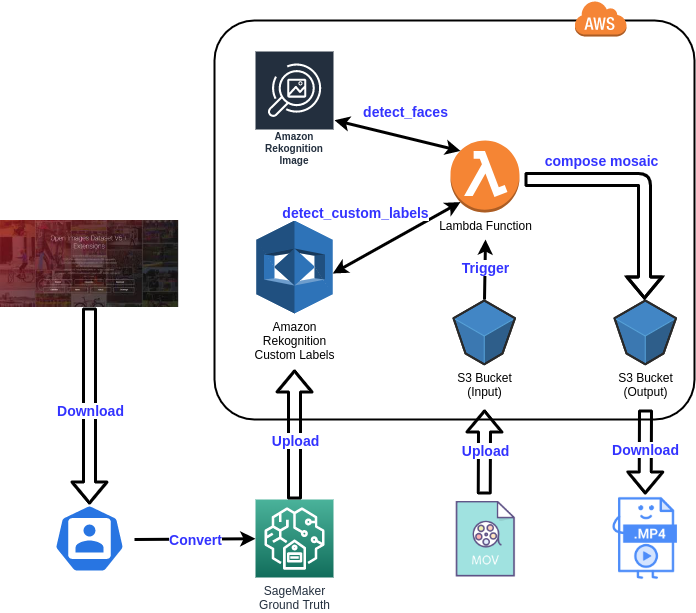 AWS
Amazon
Rekognition
Image
detect_faces
compose mosaic
detect_custom_labels
Lambda Function
Open Images Dataset V6 +
Extensions
Trigger
Amazon
Rekognition
Custom Labels
S3 Bucket
(Input)
S3 Bucket
(Output)
Download
Upload
Upload
Download
Convert
MOV
.MP4
SageMaker
Ground Truth